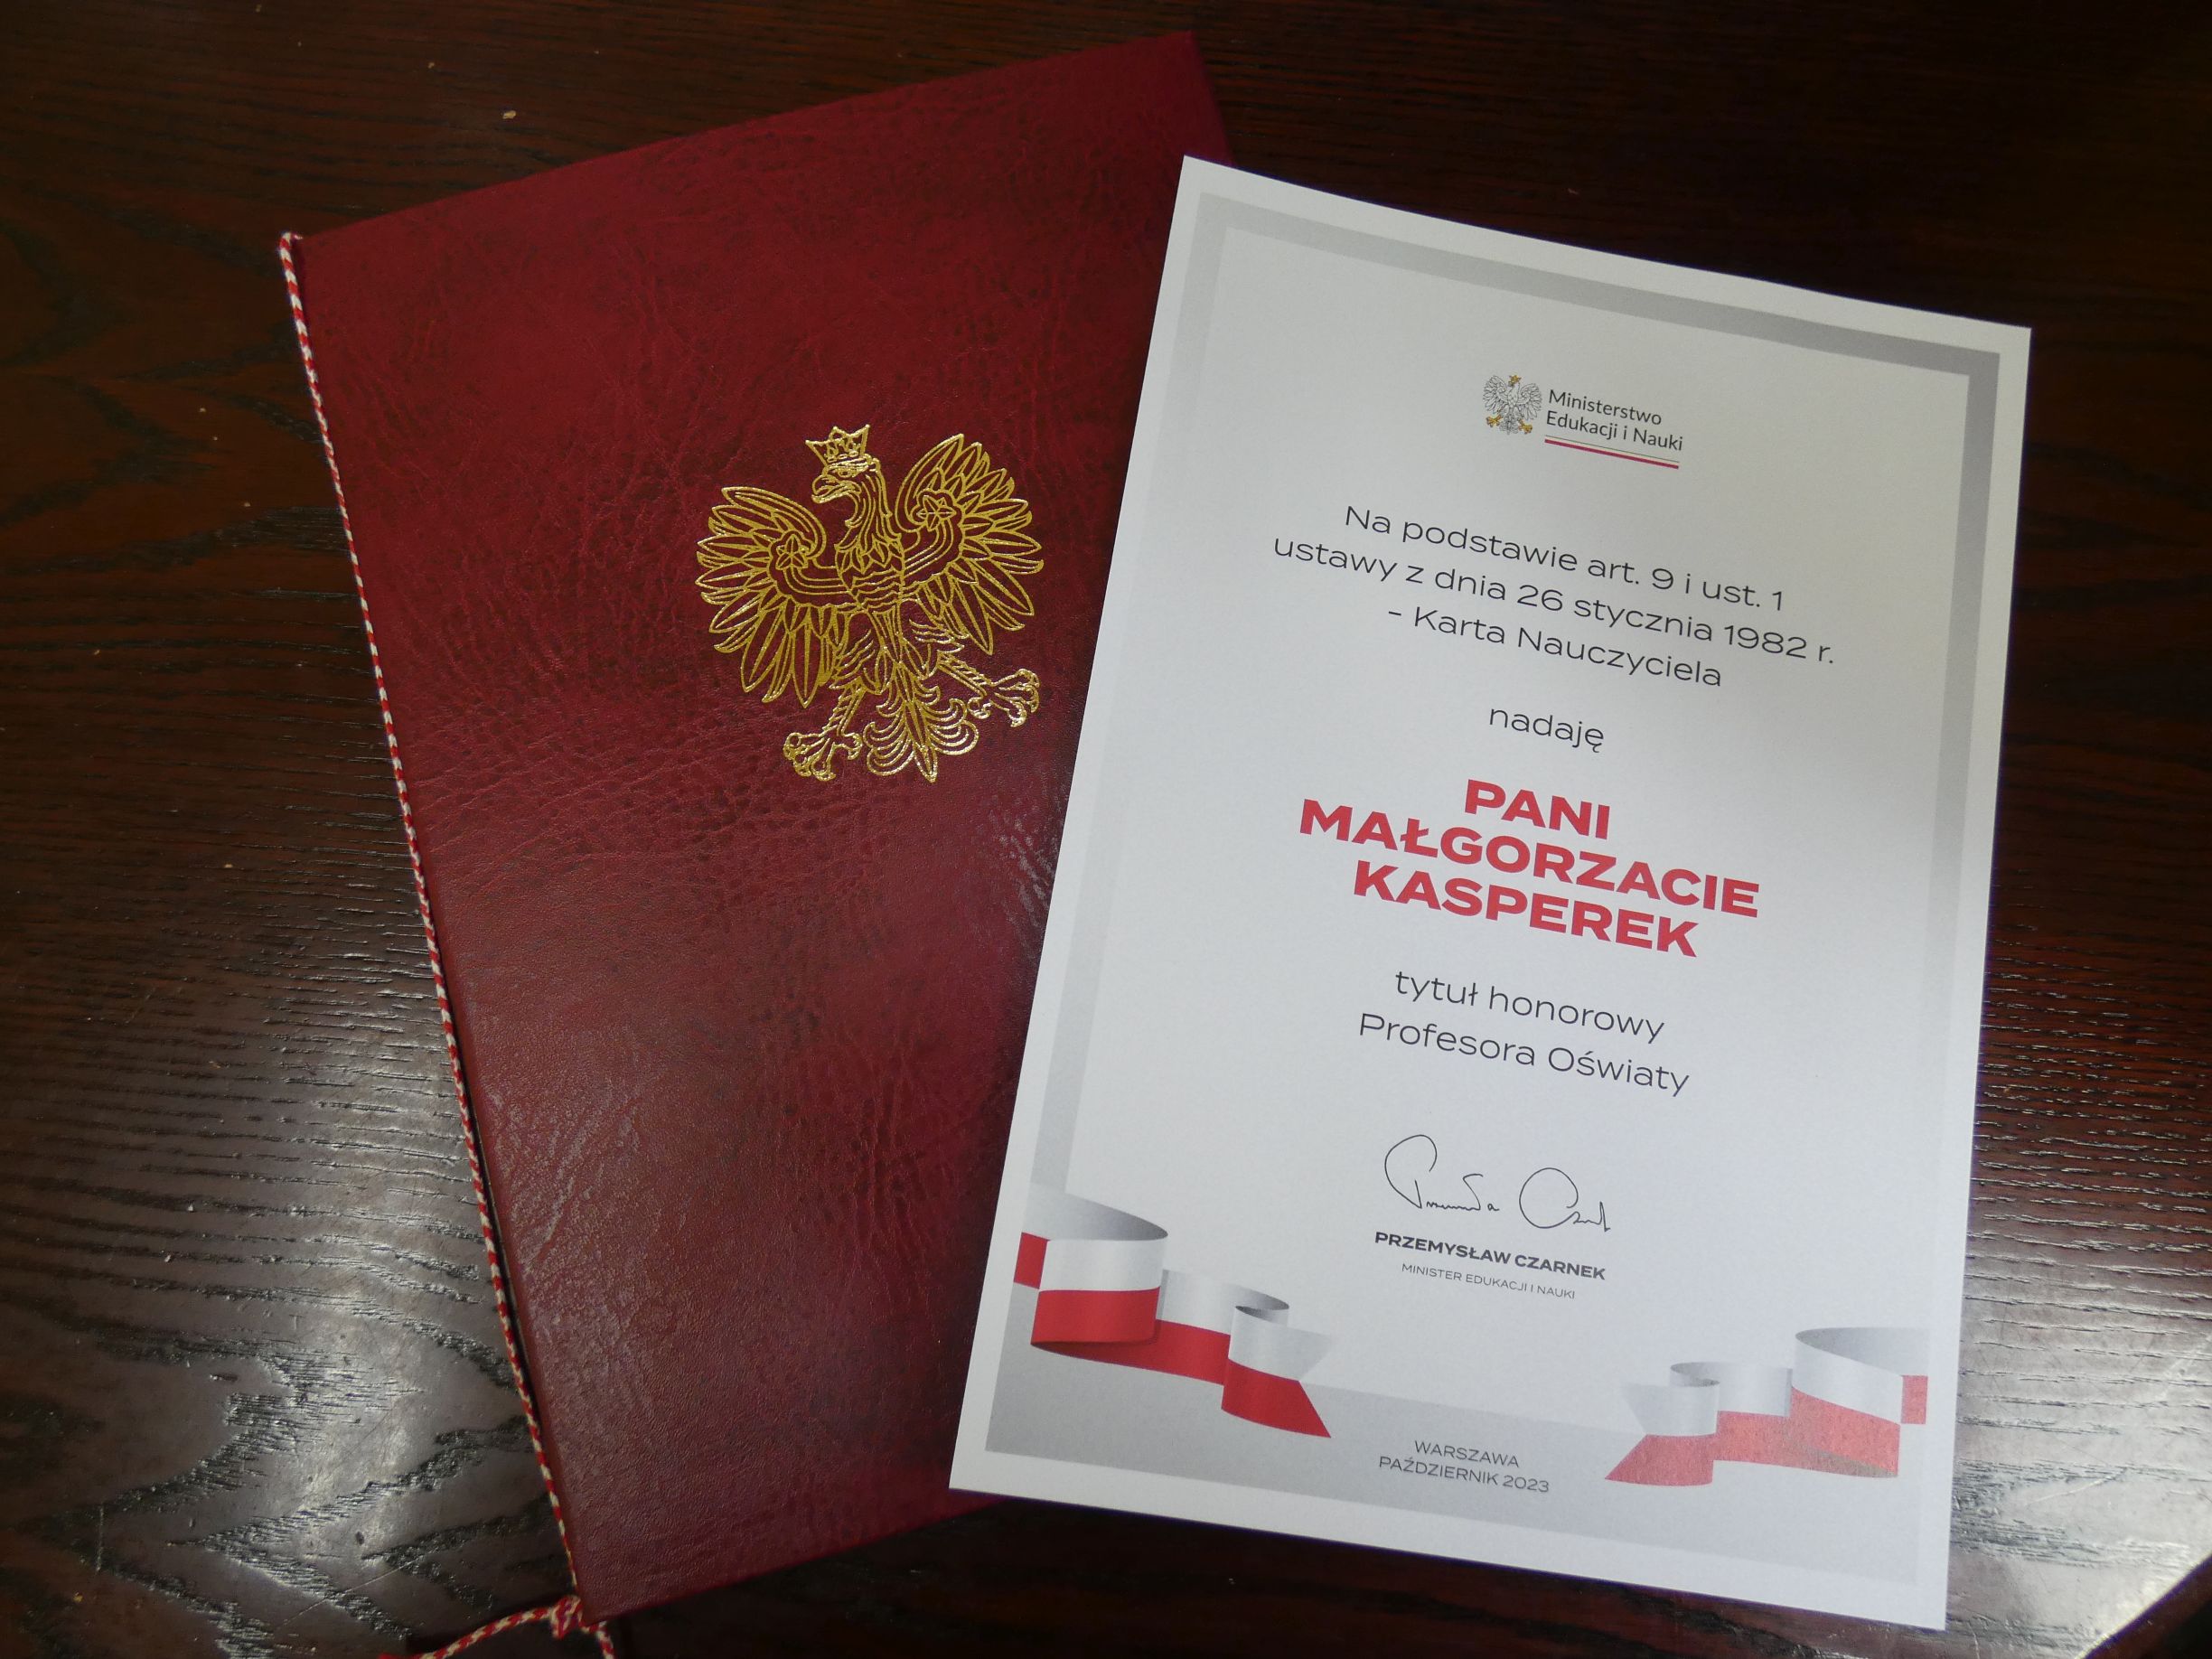 Ministerstwo
Edukacji i Nauki
Na podstawie art. 9 i ust. 1
ustawy z dnia 26 stycznia 1982 r.
- Karta Nauczyciela
nadaję
PANI
MAŁGORZACIE
KASPEREK
tytuł honorowy
Profesora Oświaty
PRZEMYSŁAW CZARNEK
MINISTER EDUKACJI I NAUKI
WARSZAWA
PAŹDZIERNIK 2023